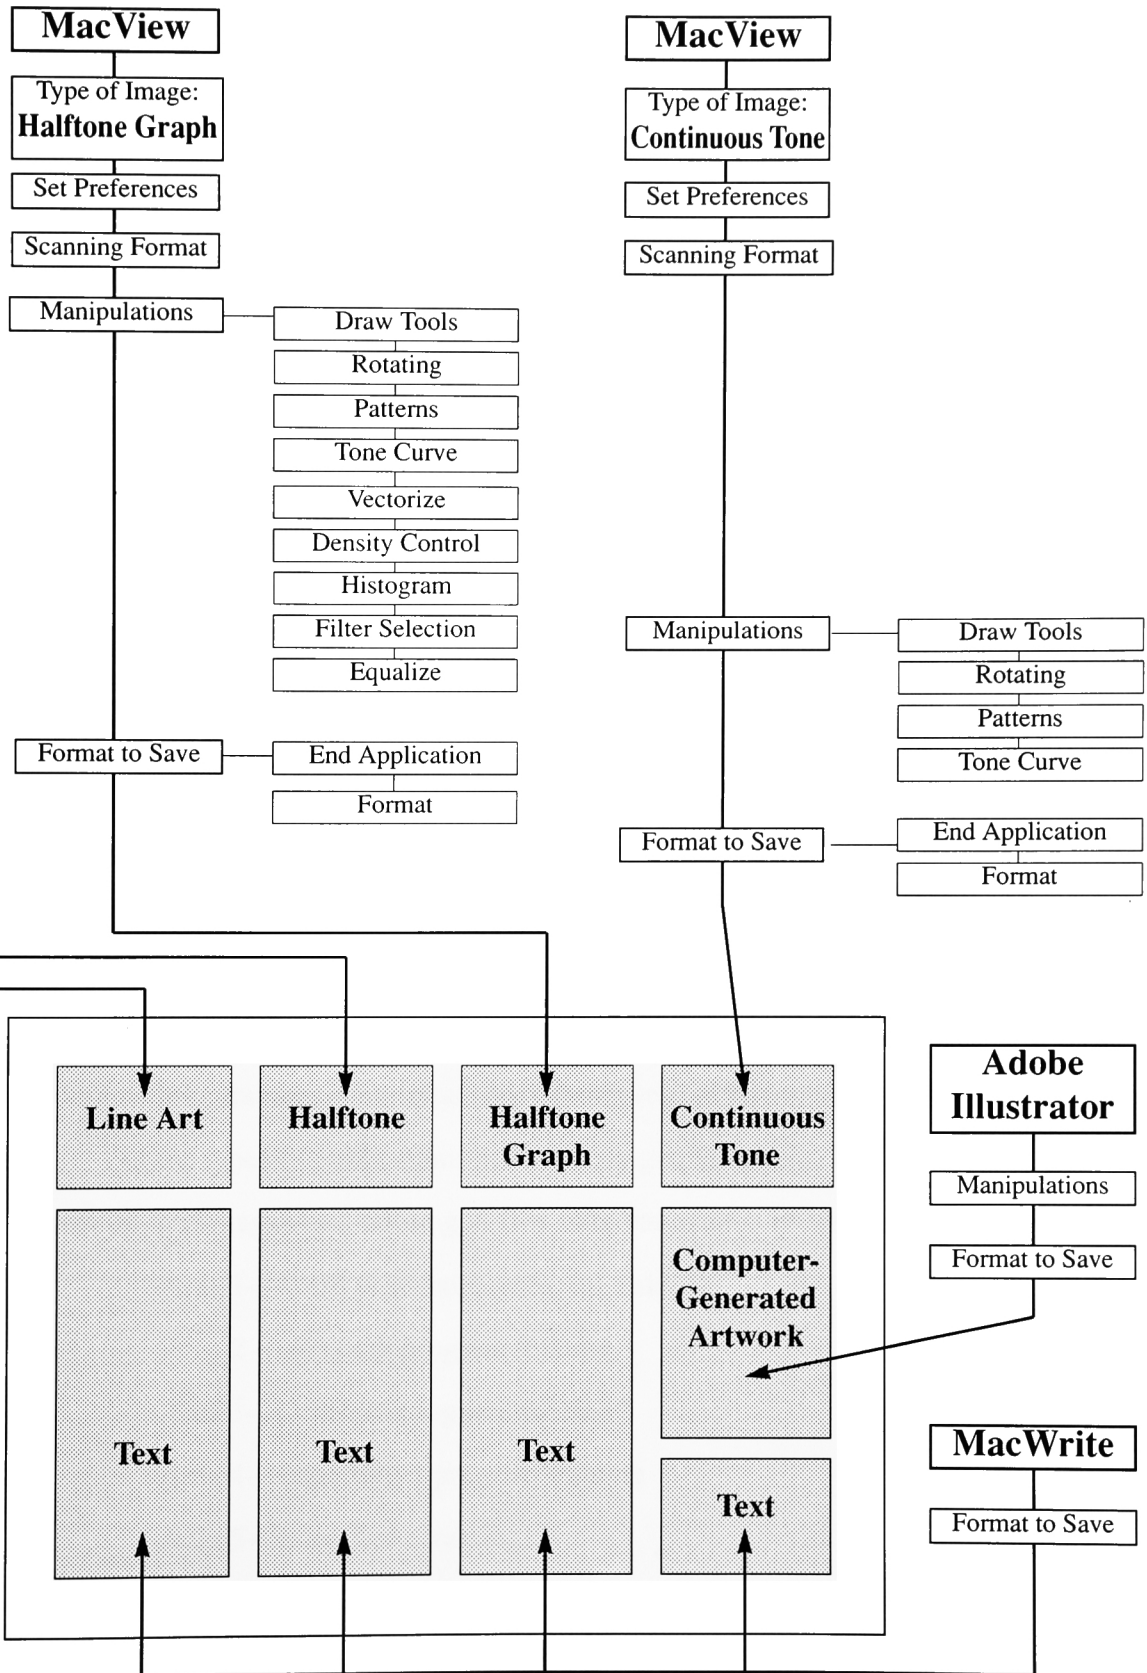 MacView
Type of Image:
Halftone Graph
Set Preferences
Scanning Format
Manipulations
Draw Tools
Rotating
Patterns
Tone Curve
Vectorize
Density Control
Histogram
Filter Selection
Equalize
Format to Save
End Application
Format
MacView
Type of Image:
Continuous Tone
Set Preferences
Scanning Format
Manipulations
Draw Tools
Rotating
Patterns
Tone Curve
Format to Save
End Application
Format
Line Art
Halftone
Halftone
Graph
Continuous
Tone
Text
Text
Text
Computer-
Generated
Artwork
Text
Adobe
Illustrator
Manipulations
Format to Save
MacWrite
Format to Save